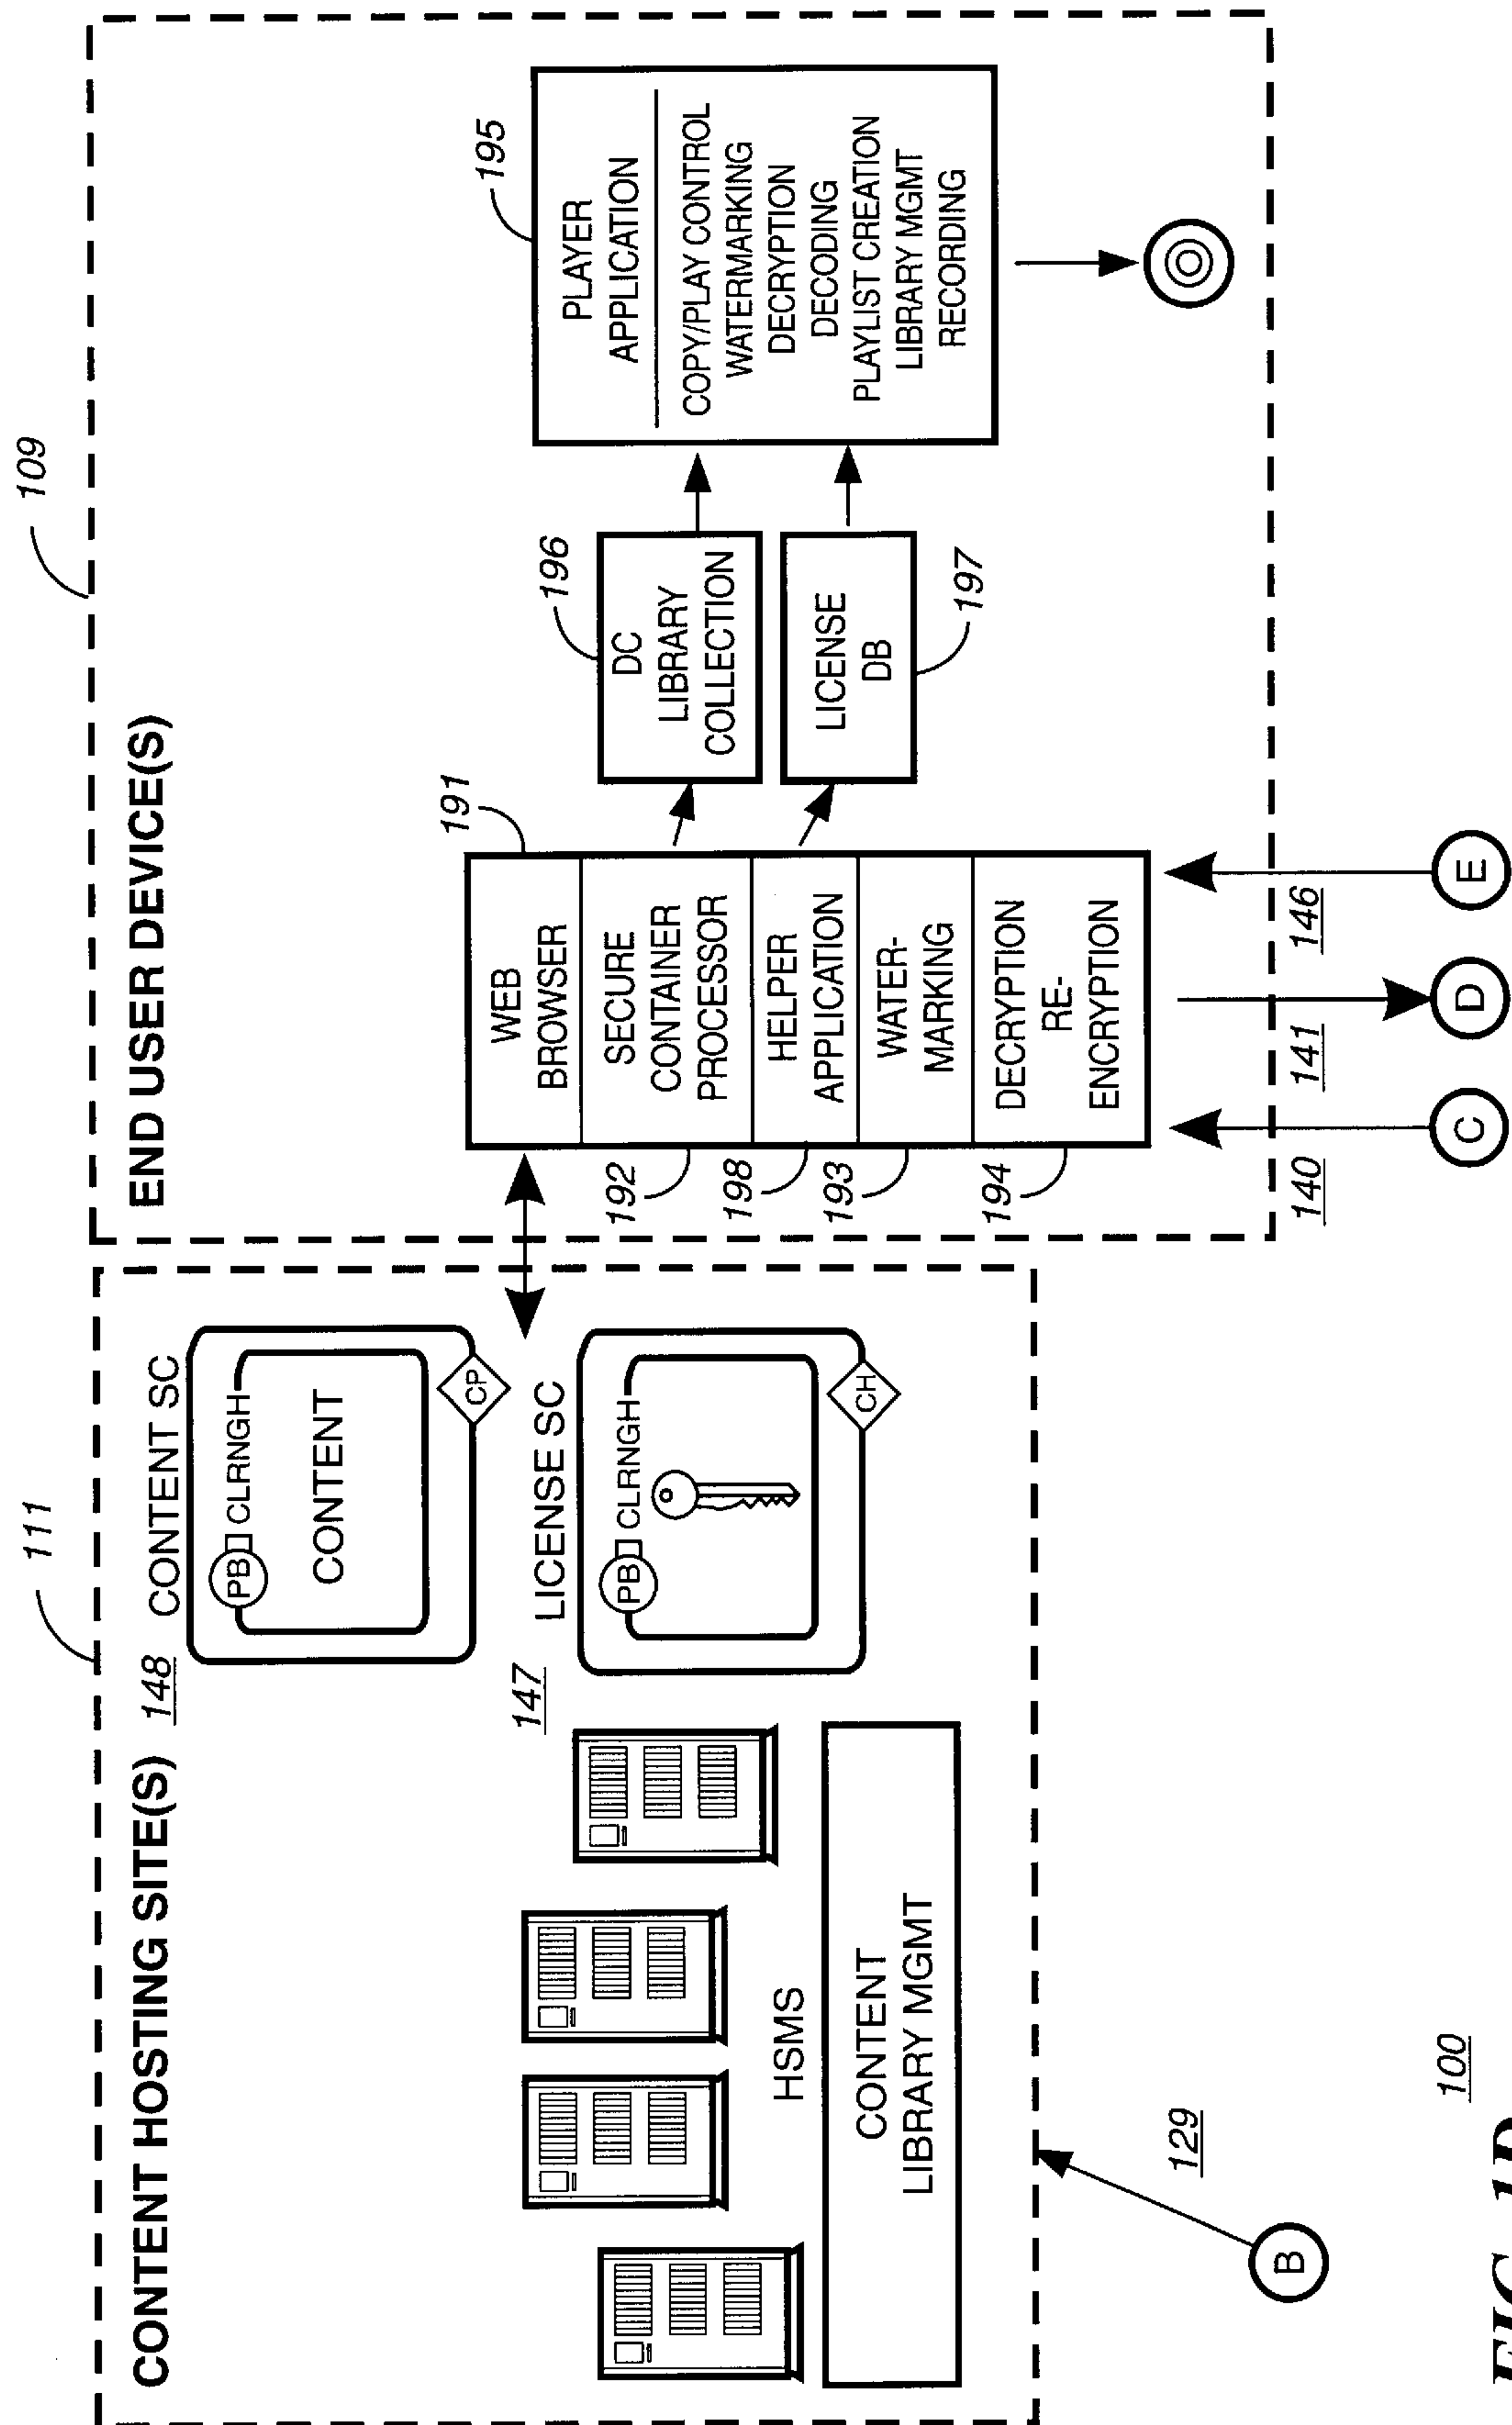 109
END USER DEVICE(S)
191
WEB
BROWSER
SECURE
CONTAINER
PROCESSOR
HELPER
APPLICATION
WATER-
MARKING
DECRYPTION
RE-
ENCRYPTION
192
198
193
194
196
DC
LIBRARY
COLLECTION
LICENSE
DB
197
195
PLAYER
APPLICATION
COPY/PLAY CONTROL
WATERMARKING
DECRYPTION
DECODING
PLAYLIST CREATION
LIBRARY MGMT
RECORDING
140
141
146
C
D
E
111
CONTENT HOSTING SITE(S)
148
CONTENT SC
PB CLRNGH
CONTENT
CP
147
LICENSE SC
PB CLRNGH
CH
HSMS
CONTENT
LIBRARY MGMT
B
129
100
FIG. 1D